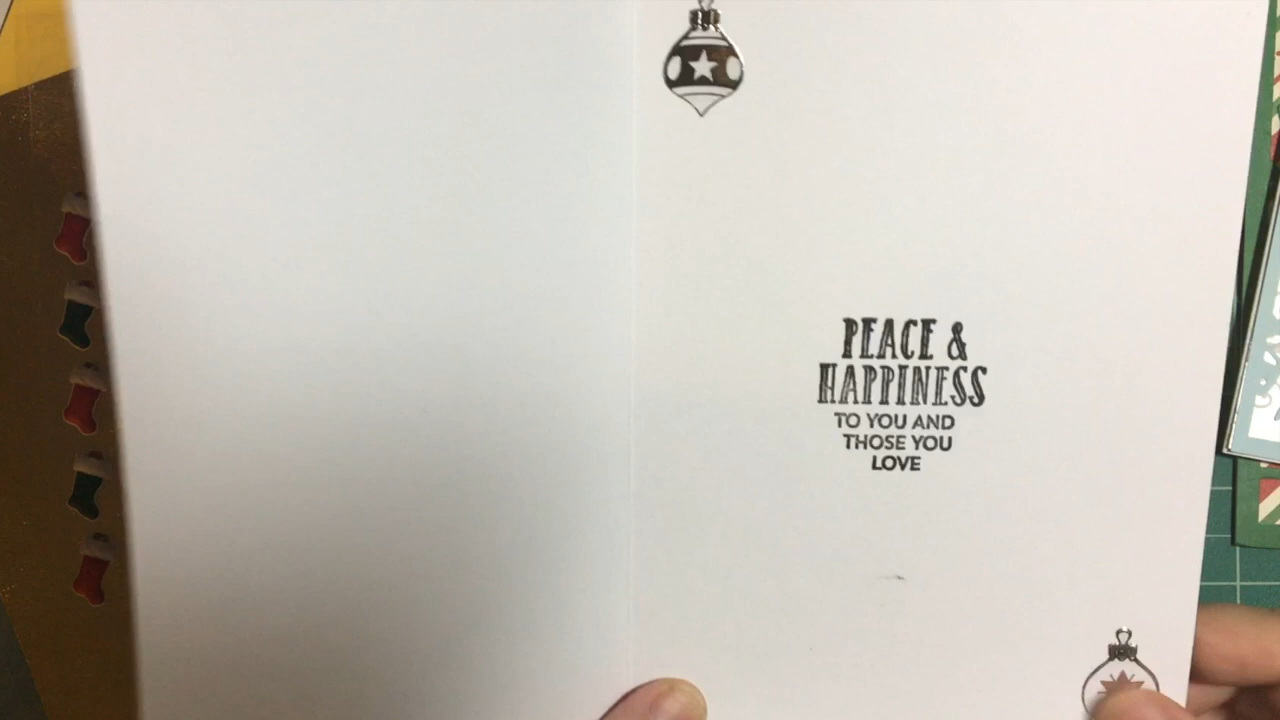 PEACE &
HAPPINESS
TO YOU AND
THOSE YOU
LOVE